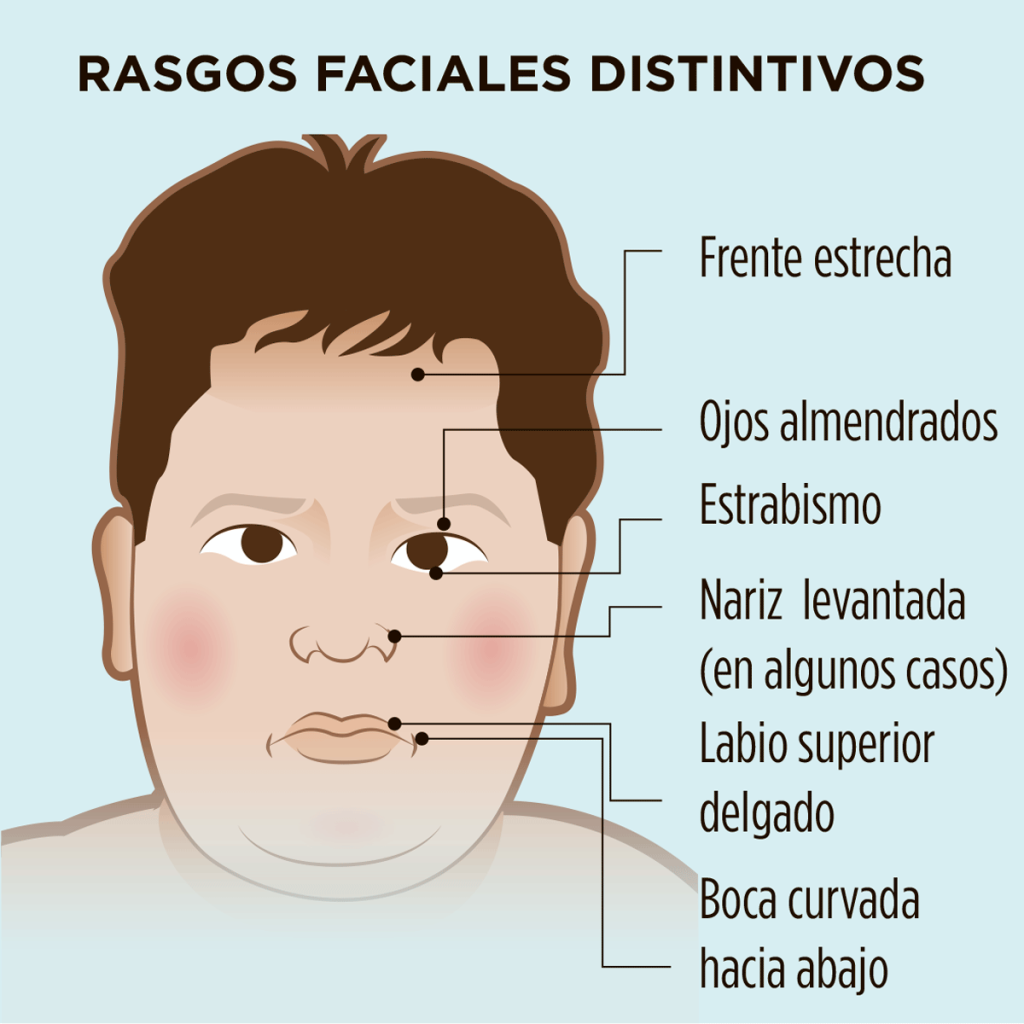 RASGOS FACIALES DISTINTIVOS
Frente estrecha
Ojos almendrados
Estrabismo
Nariz levantada
(en algunos casos)
Labio superior
delgado
Boca curvada
hacia abajo